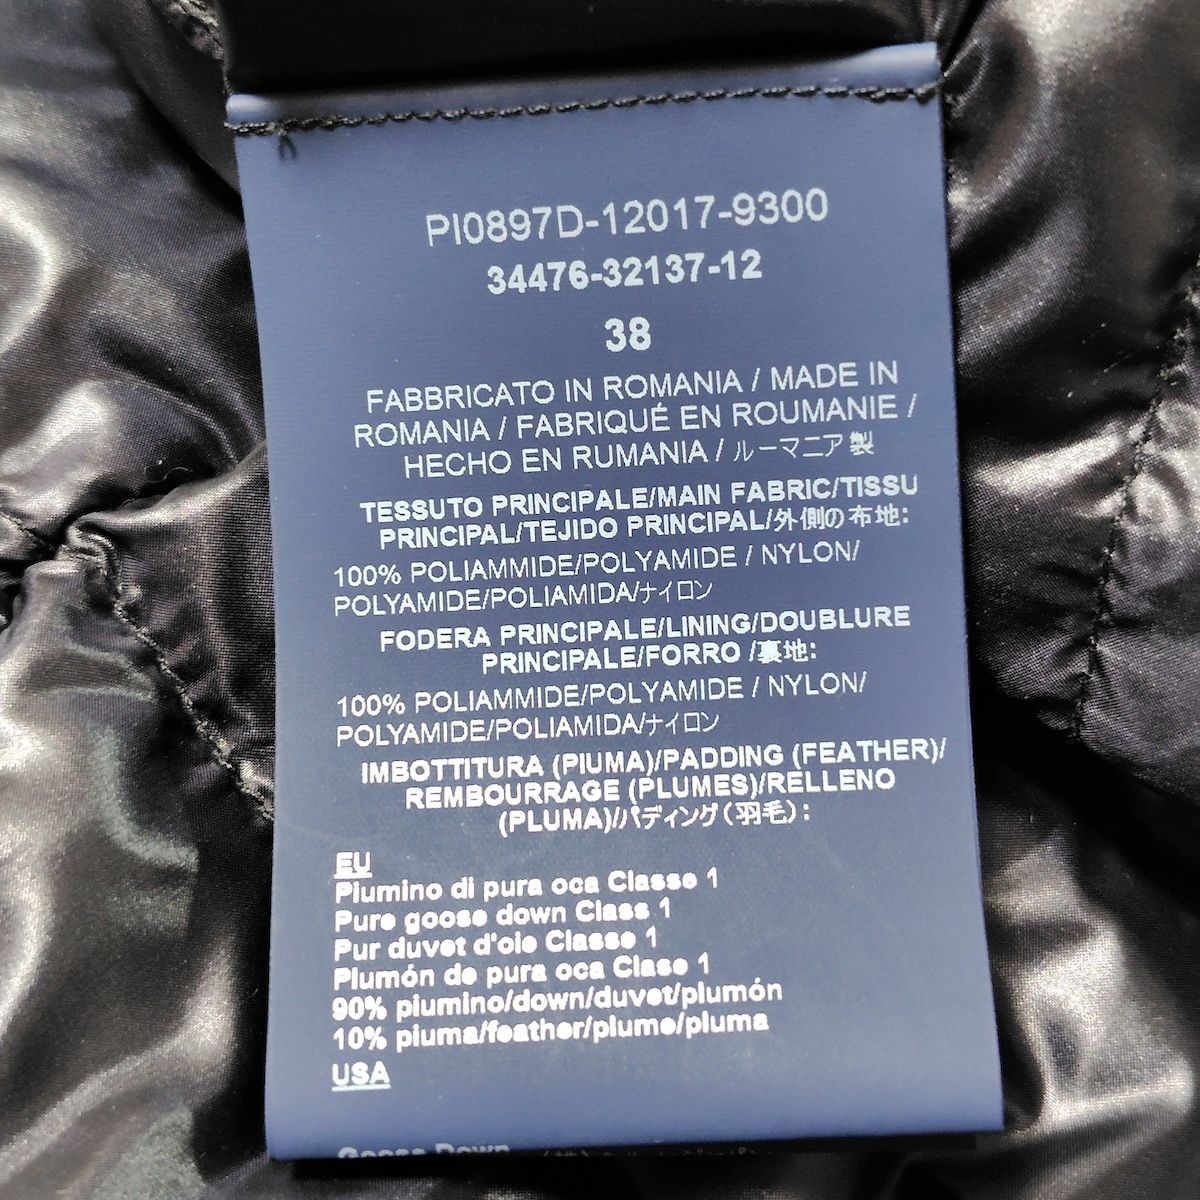 PI0897D-12017-9300
34476-32137-12
38
FABBRICATO IN ROMANIA / MADE IN
ROMANIA / FABRIQUÉ EN ROUMANIE /
HECHO EN RUMANIA / ルーマニア製
TESSUTO PRINCIPALE/MAIN FABRIC/TISSU
PRINCIPAL/TEJIDO PRINCIPAL/外側の布地:
100% POLIAMMIDE/POLYAMIDE / NYLON/
POLYAMIDE/POLIAMIDA/ナイロン
FODERA PRINCIPALE/LINING/DOUBLURE
PRINCIPALE/FORRO /裏地:
100% POLIAMMIDE/POLYAMIDE / NYLON/
POLYAMIDE/POLIAMIDA/ナイロン
IMBOTTITURA (PIUMA)/PADDING (FEATHER)/
REMBOURRAGE (PLUMES)/RELLENO
(PLUMA)/パディング(羽毛):
EU
Piumino di pura oca Classe 1
Pure goose down Class 1
Pur duvet d'oie Classe 1
Plumón de pura oca Clase 1
90% piumino/down/duvet/plumón
10% piuma/feather/plume/pluma
USA
Goose Down